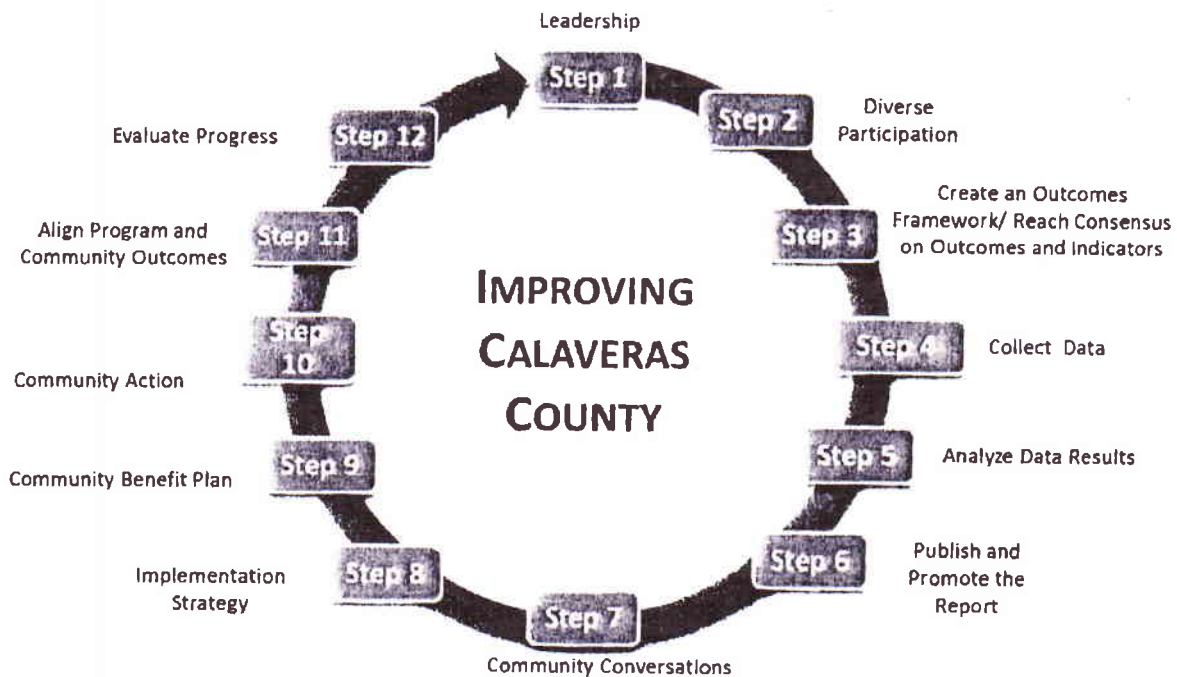 Leadership
Step 1
Step 2
Diverse
Participation
Step 3
Create an Outcomes
Framework/ Reach Consensus
on Outcomes and Indicators
Step 4
Collect Data
Step 5
Analyze Data Results
Step 6
Publish and
Promote the
Report
Step 7
Community Conversations
Step 8
Implementation
Strategy
Step 9
Community Benefit Plan
Step
10
Community Action
Step 11
Align Program and
Community Outcomes
Step 12
Evaluate Progress
IMPROVING
CALAVERAS
COUNTY